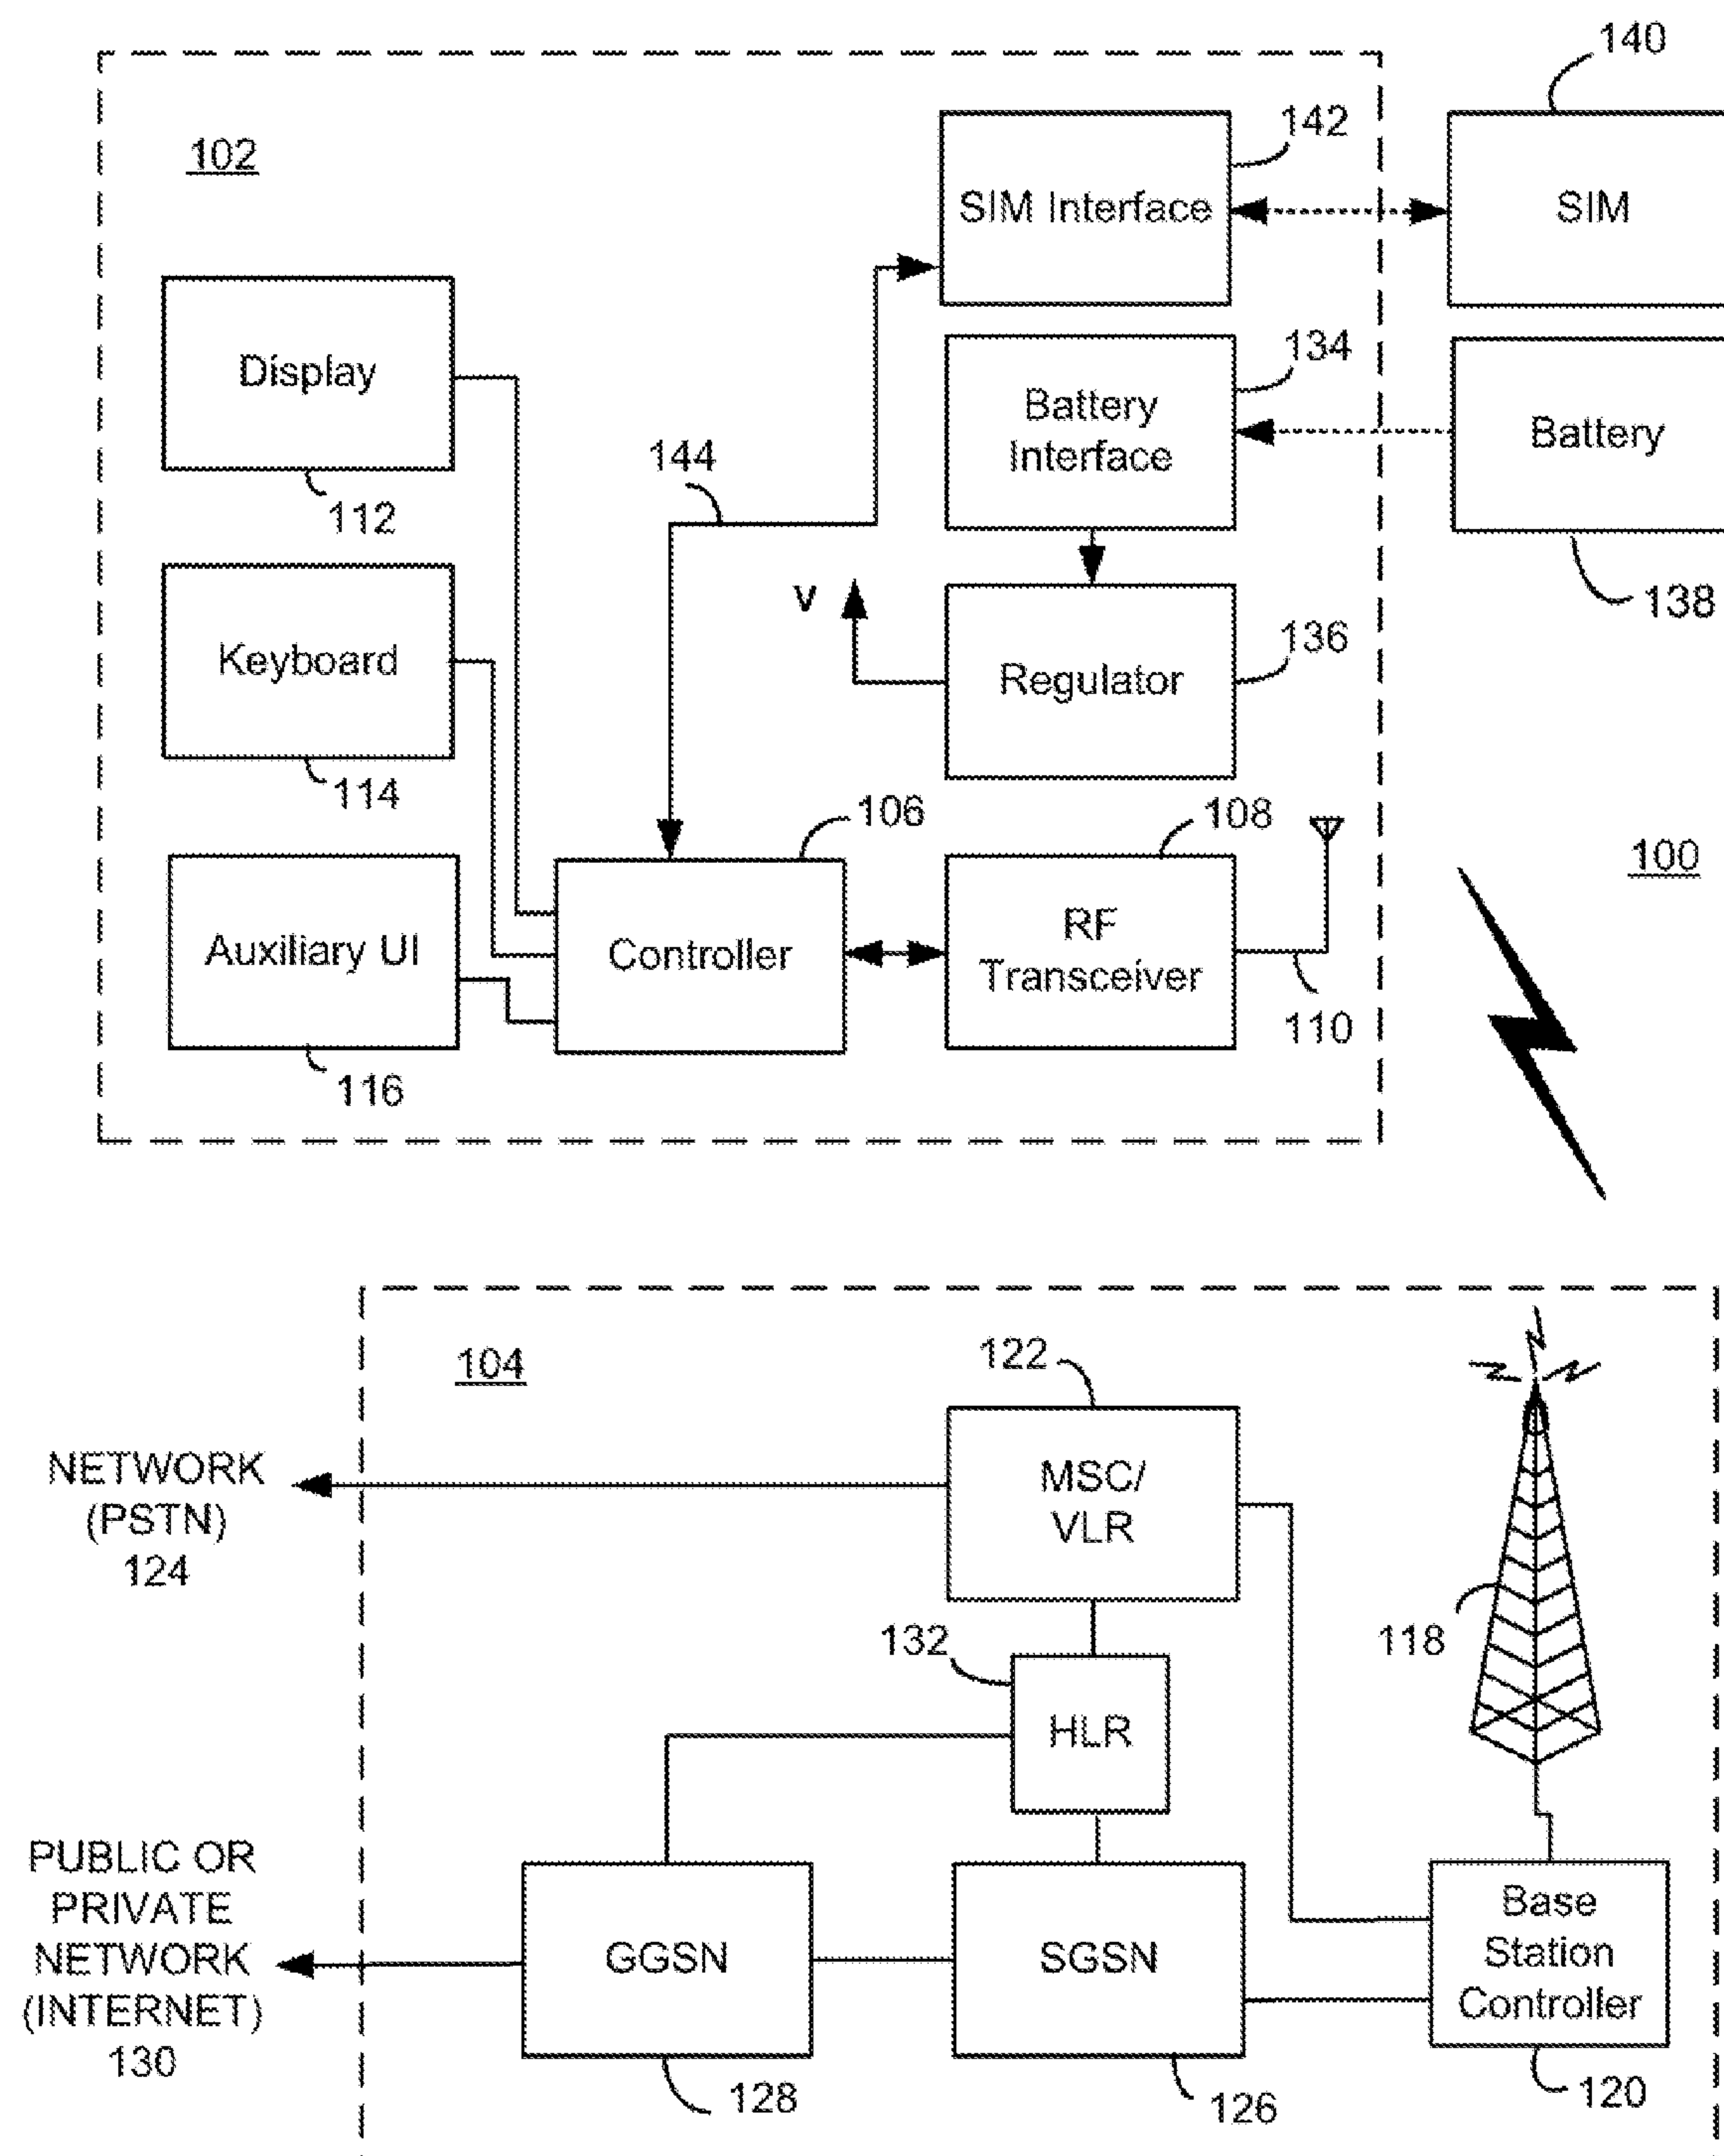 140
142
102
SIM Interface
SIM
134
Display
Battery
Interface
Battery
144
112
V
138
136
Keyboard
Regulator
114
106
108
100
Auxiliary UI
Controller
RF
Transceiver
110
116
104
122
NETWORK
(PSTN)
124
MSC/
VLR
118
132
HLR
PUBLIC OR
PRIVATE
NETWORK
(INTERNET)
130
GGSN
SGSN
Base
Station
Controller
128
126
120